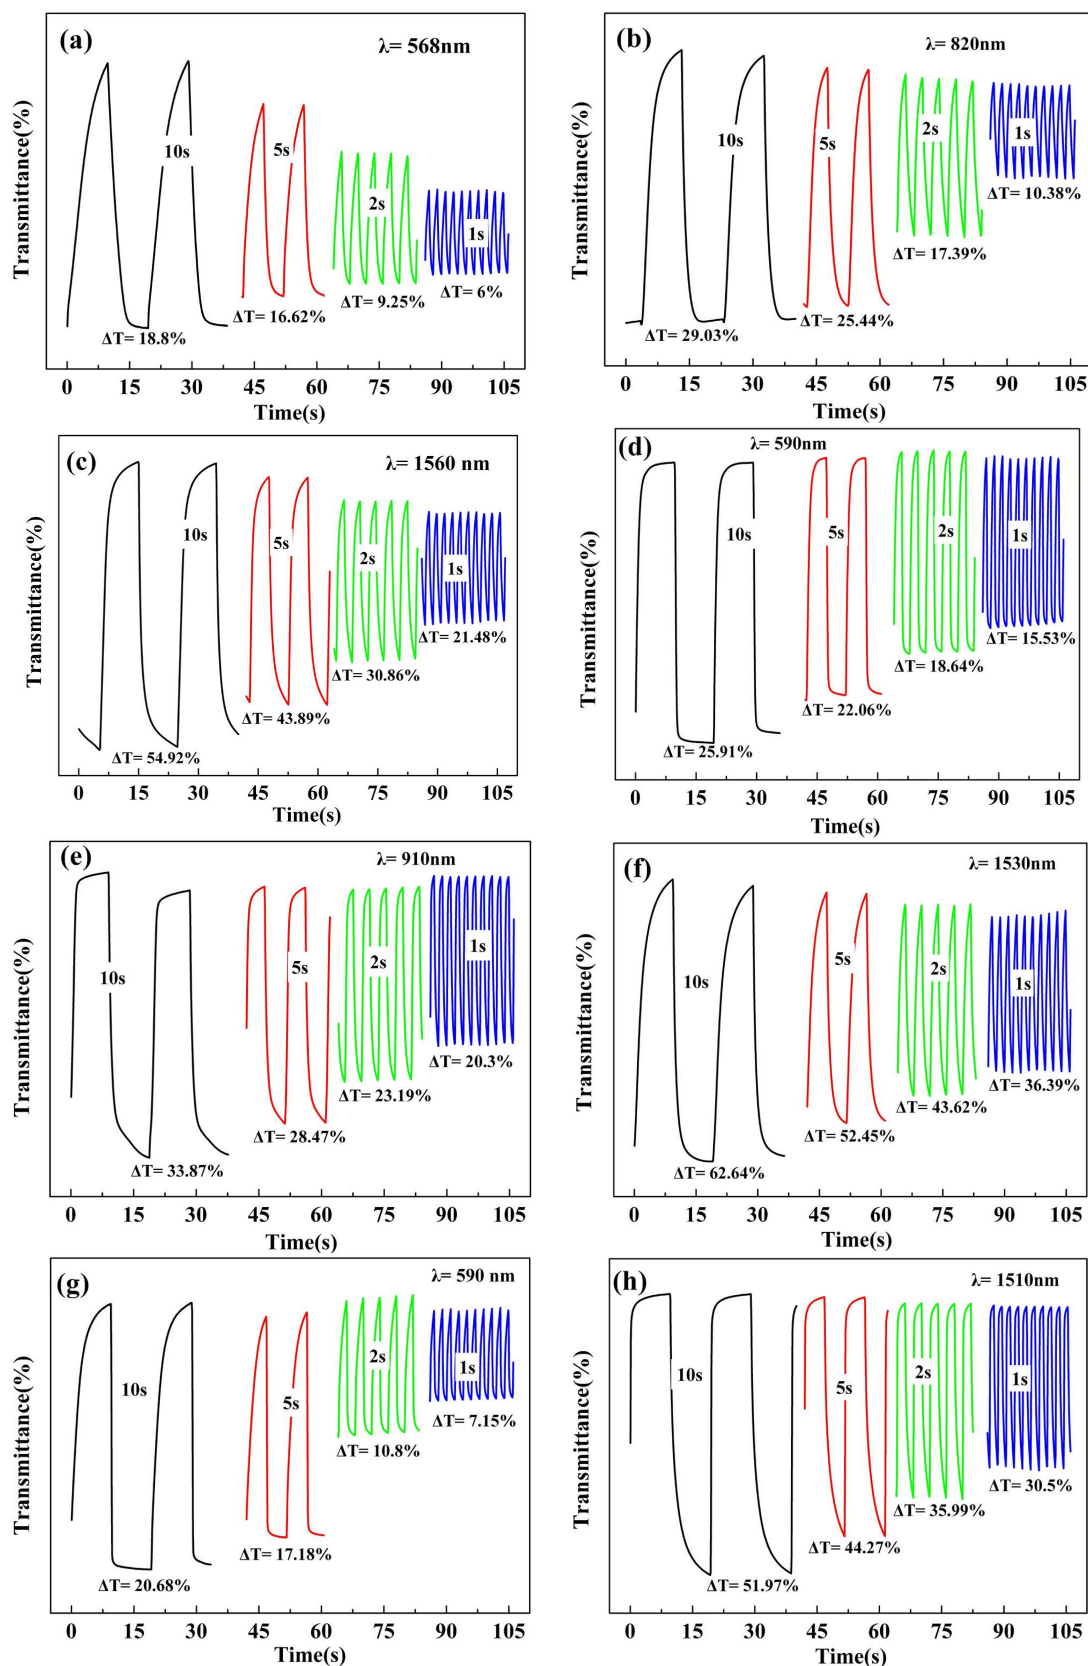 (a)
λ= 568nm
Transmittance(%)
10s
5s
2s
1s
ΔT= 18.8%
ΔT= 16.62%
ΔT= 9.25%
ΔT= 6%
0 15 30 45 60 75 90 105
Time(s)
(b)
λ= 820nm
Transmittance(%)
10s
5s
2s
1s
ΔT= 29.03%
ΔT= 25.44%
ΔT= 17.39%
ΔT= 10.38%
0 15 30 45 60 75 90 105
Time(s)
(c)
λ= 1560 nm
Transmittance(%)
10s
5s
2s
1s
ΔT= 54.92%
ΔT= 43.89%
ΔT= 30.86%
ΔT= 21.48%
0 15 30 45 60 75 90 105
Time(s)
(d)
λ= 590nm
Transmittance(%)
10s
5s
2s
1s
ΔT= 25.91%
ΔT= 22.06%
ΔT= 18.64%
ΔT= 15.53%
0 15 30 45 60 75 90 105
Time(s)
(e)
λ= 910nm
Transmittance(%)
10s
5s
2s
1s
ΔT= 33.87%
ΔT= 28.47%
ΔT= 23.19%
ΔT= 20.3%
0 15 30 45 60 75 90 105
Time(s)
(f)
λ= 1530nm
Transmittance(%)
10s
5s
2s
1s
ΔT= 62.64%
ΔT= 52.45%
ΔT= 43.62%
ΔT= 36.39%
0 15 30 45 60 75 90 105
Time(s)
(g)
λ= 590 nm
Transmittance(%)
10s
5s
2s
1s
ΔT= 20.68%
ΔT= 17.18%
ΔT= 10.8%
ΔT= 7.15%
0 15 30 45 60 75 90 105
Time(s)
(h)
λ= 1510nm
Transmittance(%)
10s
5s
2s
1s
ΔT= 51.97%
ΔT= 44.27%
ΔT= 35.99%
ΔT= 30.5%
0 15 30 45 60 75 90 105
Time(s)